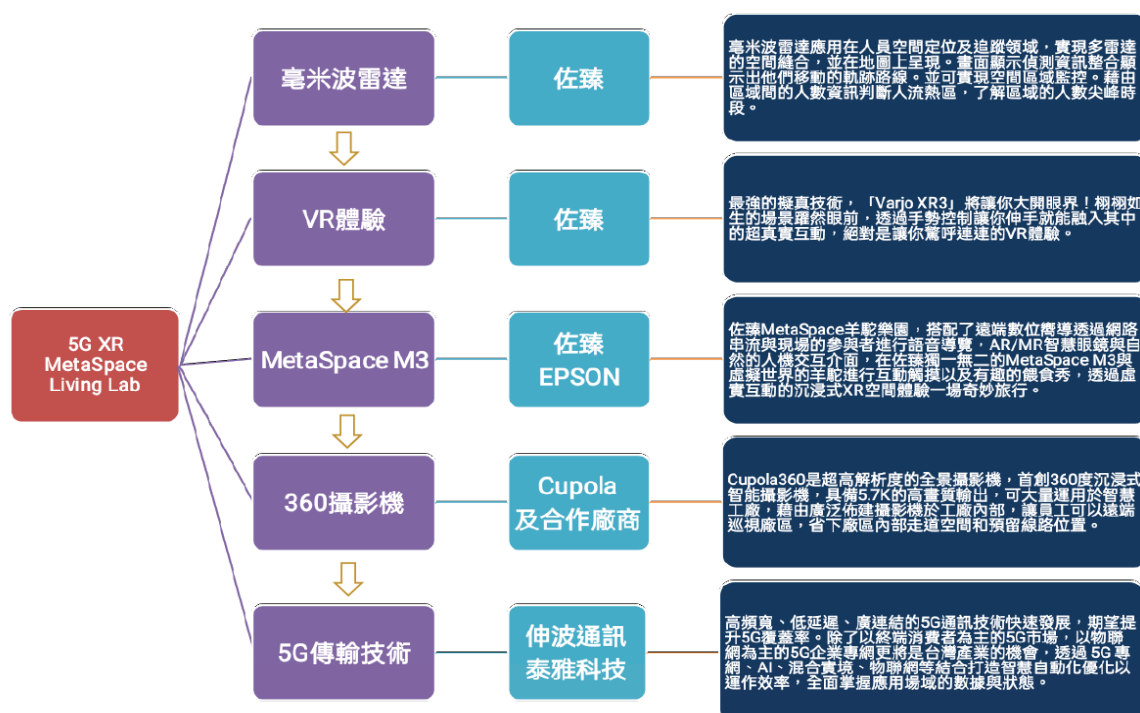 5G XR
MetaSpace
Living Lab
毫米波雷達
佐臻
毫米波雷達應用在人員空間定位及追蹤領域，實現多雷達
的空間縫合，並在地圖上呈現。畫面顯示偵測資訊整合顯
示出他們移動的軌跡路線。並可實現空間區域監控。藉由
區域間的人數資訊判斷人流熱區，了解區域的人數尖峰時
段。
VR體驗
佐臻
最強的擬真技術，「Varjo XR3」將讓你大開眼界！栩栩如
生的場景躍然眼前，透過手勢控制讓你伸手就能融入其中
的超真實互動，絕對是讓你驚呼連連的VR體驗。
MetaSpace M3
佐臻
EPSON
佐臻MetaSpace羊駝樂園，搭配了遠端數位嚮導透過網路
串流與現場的參與者進行語音導覽，AR/MR智慧眼鏡與自
然的人機交互介面，在佐臻獨一無二的MetaSpace M3與
虛擬世界的羊駝進行互動觸摸以及有趣的餵食秀，透過虛
實互動的沉浸式XR空間體驗一場奇妙旅行。
360攝影機
Cupola
及合作廠商
Cupola360是超高解析度的全景攝影機，首創360度沉浸式
智能攝影機，具備5.7K的高畫質輸出，可大量運用於智慧
工廠，藉由廣泛佈建攝影機於工廠內部，讓員工可以遠端
巡視廠區，省下廠區內部走道空間和預留線路位置。
5G傳輸技術
伸波通訊
泰雅科技
高頻寬、低延遲、廣連結的5G通訊技術快速發展，期望提
升5G覆蓋率。除了以終端消費者為主的5G市場，以物聯
網為主的5G企業專網更將是台灣產業的機會，透過 5G 專
網、AI、混合實境、物聯網等結合打造智慧自動化優化以
運作效率，全面掌握應用場域的數據與狀態。